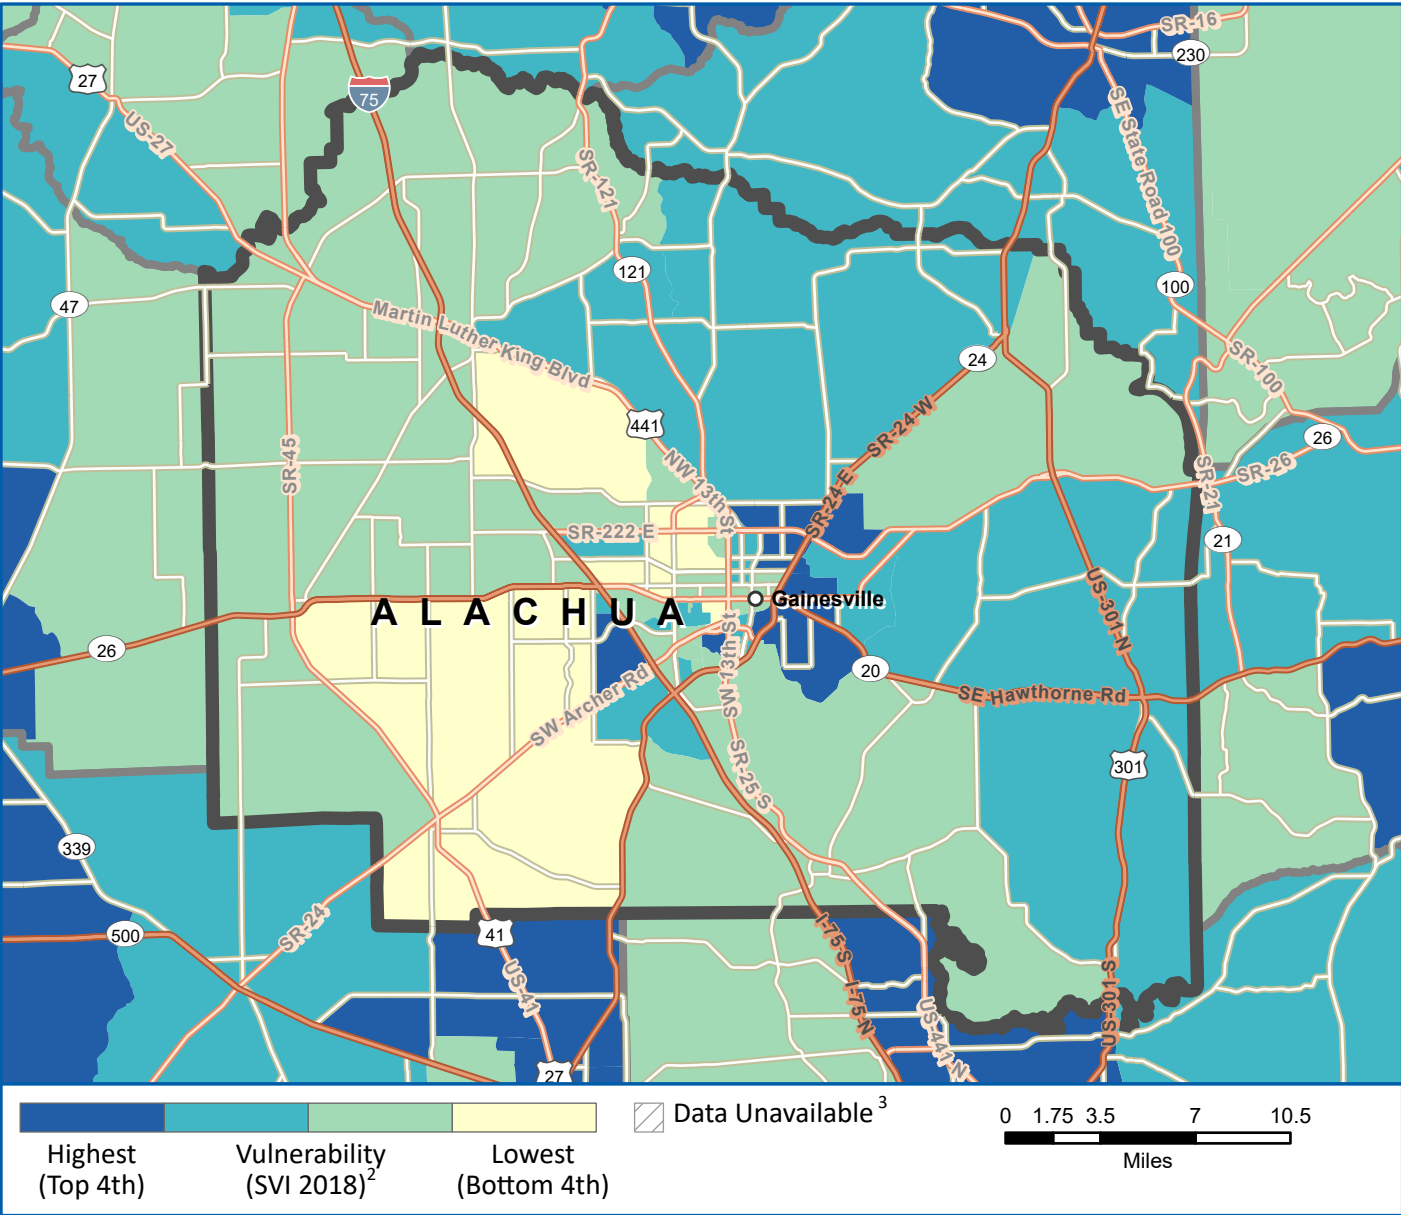 SR-16
230
27
75
US-27
SE State Road 100
SR-121
121
100
47
Martin Luther King Blvd
24
SR-100
441
SR-24-W
26
SR-45
NW 13th St
SR-26
SR-24-E
SR-21
SR-222 E
21
US-301 N
Gainesville
ALACHUA
26
SW 13th St
20
SE Hawthorne Rd
SW Archer Rd
301
SR-25 S
339
SR-24
500
41
I-75 S
US-41
I-75 N
US-301-S
US-441-N
27
Data Unavailable 3
0 1.75 3.5 7 10.5
Miles
Highest
(Top 4th)
Vulnerability
(SVI 2018)2
Lowest
(Bottom 4th)